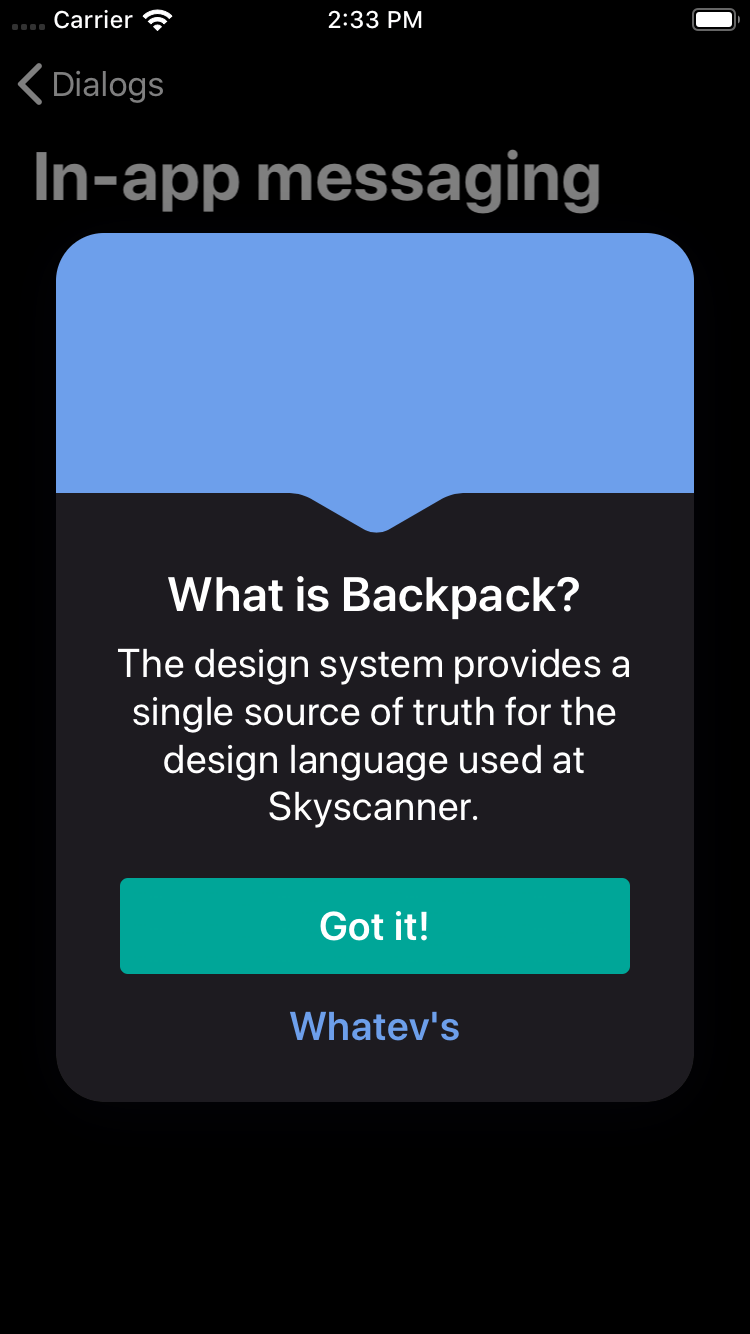 Carrier 2:33 PM
Dialogs
In-app messaging
What is Backpack?
The design system provides a
single source of truth for the
design language used at
Skyscanner.
Got it!
Whatev's